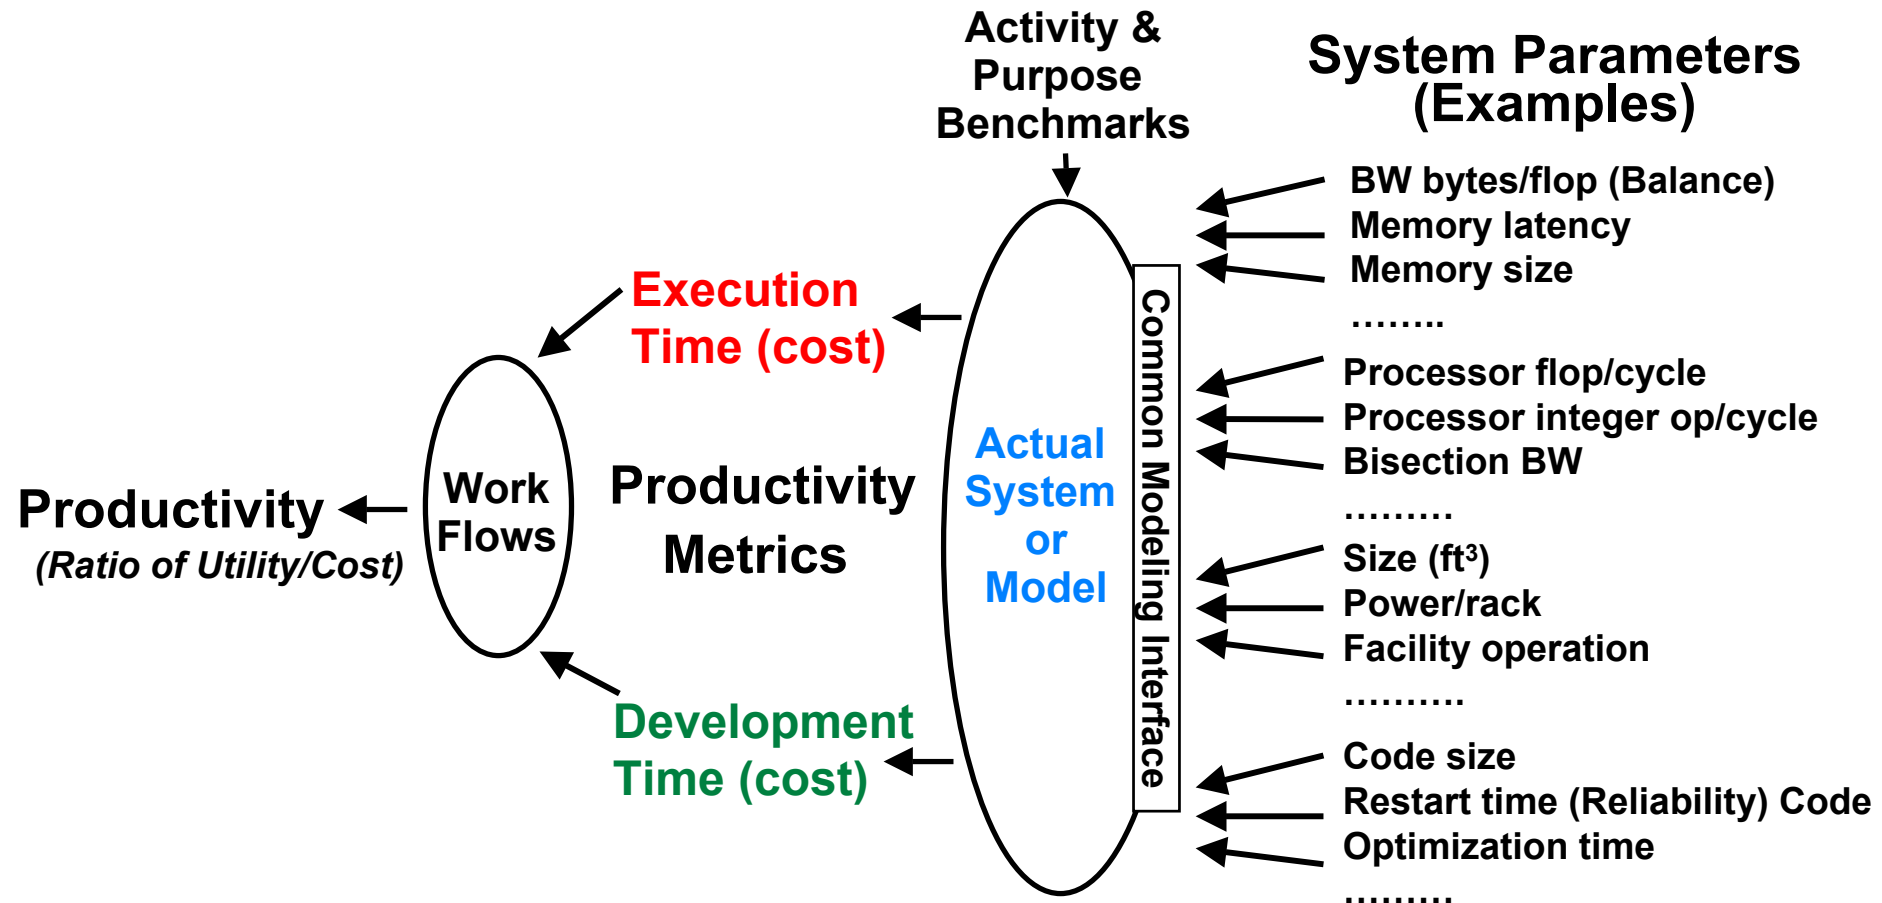 Activity &
Purpose
Benchmarks
System Parameters
(Examples)
BW bytes/flop (Balance)
Memory latency
Memory size
……..
Processor flop/cycle
Processor integer op/cycle
Bisection BW
………
Size (ft³)
Power/rack
Facility operation
……….
Code size
Restart time (Reliability) Code
Optimization time
………
Common Modeling Interface
Actual
System
or
Model
Execution
Time (cost)
Productivity
Metrics
Development
Time (cost)
Work
Flows
Productivity
(Ratio of Utility/Cost)